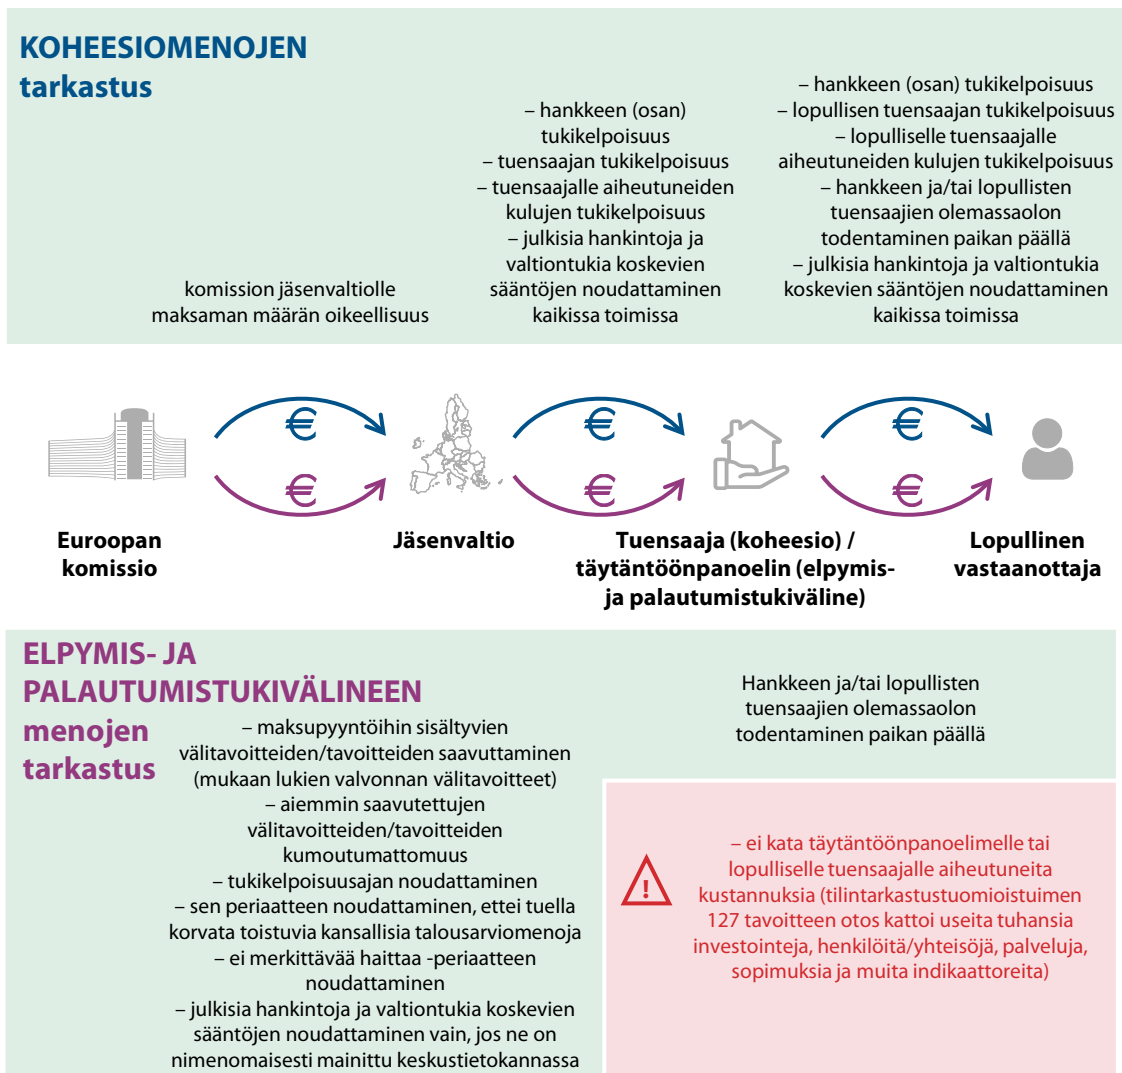 KOHEESIOMENOJEN
tarkastus
komission jäsenvaltiolle
maksaman määrän oikeellisuus
– hankkeen (osan)
tukikelpoisuus
– tuensaajan tukikelpoisuus
– tuensaajalle aiheutuneiden
kulujen tukikelpoisuus
– julkisia hankintoja ja
valtiontukia koskevien
sääntöjen noudattaminen
kaikissa toimissa
– hankkeen (osan) tukikelpoisuus
– lopullisen tuensaajan tukikelpoisuus
– lopulliselle tuensaajalle
aiheutuneiden kulujen tukikelpoisuus
– hankkeen ja/tai lopullisten
tuensaajien olemassaolon
todentaminen paikan päällä
– julkisia hankintoja ja valtiontukia
koskevien sääntöjen noudattaminen
kaikissa toimissa
€
€
€
€
€
€
Euroopan
komissio
Jäsenvaltio
Tuensaaja (koheesio) /
täytäntöönpanoelin (elpymis-
ja palautumistukiväline)
Lopullinen
vastaanottaja
ELPYMIS- JA
PALAUTUMISTUKIVÄLINEEN
menojen
tarkastus
– maksupyyntöihin sisältyvien
välitavoitteiden/tavoitteiden saavuttaminen
(mukaan lukien valvonnan välitavoitteet)
– aiemmin saavutettujen
välitavoitteiden/tavoitteiden
kumoutumattomuus
– tukikelpoisuusajan noudattaminen
– sen periaatteen noudattaminen, ettei tuella
korvata toistuvia kansallisia talousarviomenoja
– ei merkittävää haittaa -periaatteen
noudattaminen
– julkisia hankintoja ja valtiontukia koskevien
sääntöjen noudattaminen vain, jos ne on
nimenomaisesti mainittu keskustietokannassa
Hankkeen ja/tai lopullisten
tuensaajien olemassaolon
todentaminen paikan päällä
!
– ei kata täytäntöönpanoelimelle tai
lopulliselle tuensaajalle aiheutuneita
kustannuksia (tilintarkastustuomioistuimen
127 tavoitteen otos kattoi useita tuhansia
investointeja, henkilöitä/yhteisöjä, palveluja,
sopimuksia ja muita indikaattoreita)